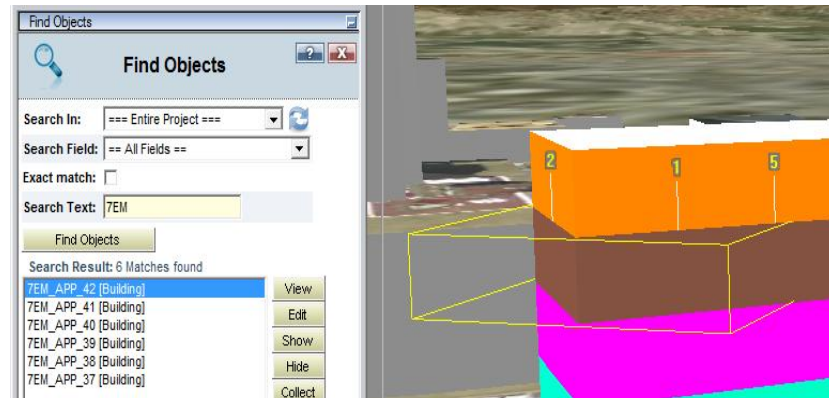 Find Objects
? X
Find Objects
Search In: === Entire Project ===
Search Field: == All Fields ==
Exact match:
Search Text: 7EM
Find Objects
Search Result: 6 Matches found
7EM_APP_42 [Building]
7EM_APP_41 [Building]
7EM_APP_40 [Building]
7EM_APP_39 [Building]
7EM_APP_38 [Building]
7EM_APP_37 [Building]
View
Edit
Show
Hide
Collect
2
1
5